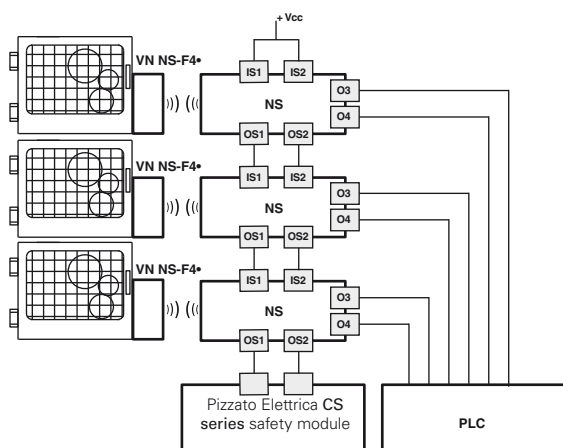 + Vcc
VN NS-F4•
IS1 IS2
NS
O3
O4
OS1 OS2
VN NS-F4•
IS1 IS2
NS
O3
O4
OS1 OS2
VN NS-F4•
IS1 IS2
NS
O3
O4
OS1 OS2
Pizzato Elettrica CS
series safety module
PLC